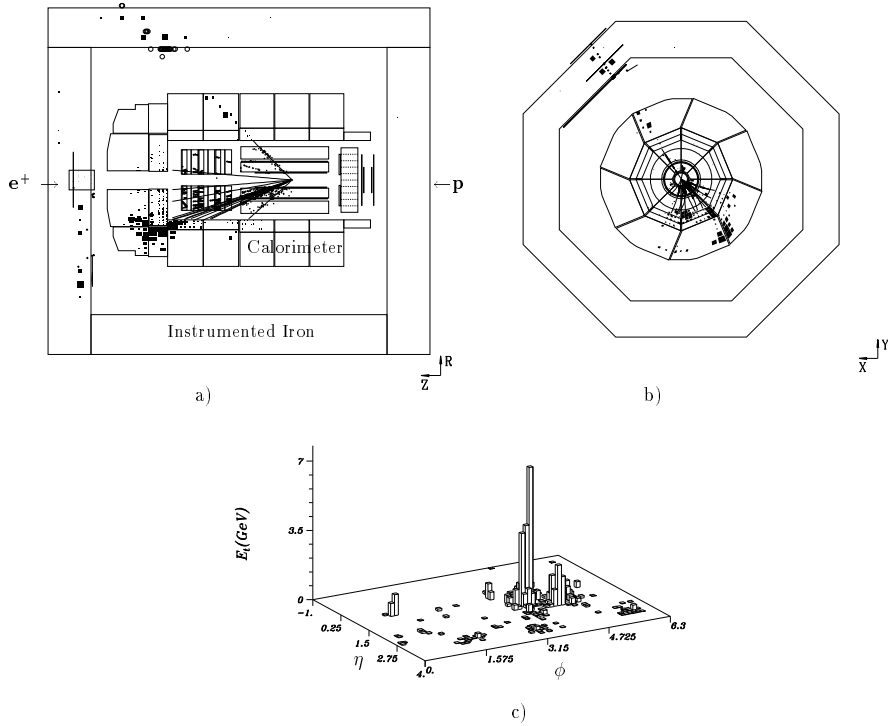 e⁺ → ← p
Calorimeter
Instrumented Iron
R
Z
Y
X
a) b)
7
3.5
0
E_t(GeV)
-1.
0.25
1.5
2.75
4.
η
0.
1.575
3.15
4.725
6.3
ϕ
c)